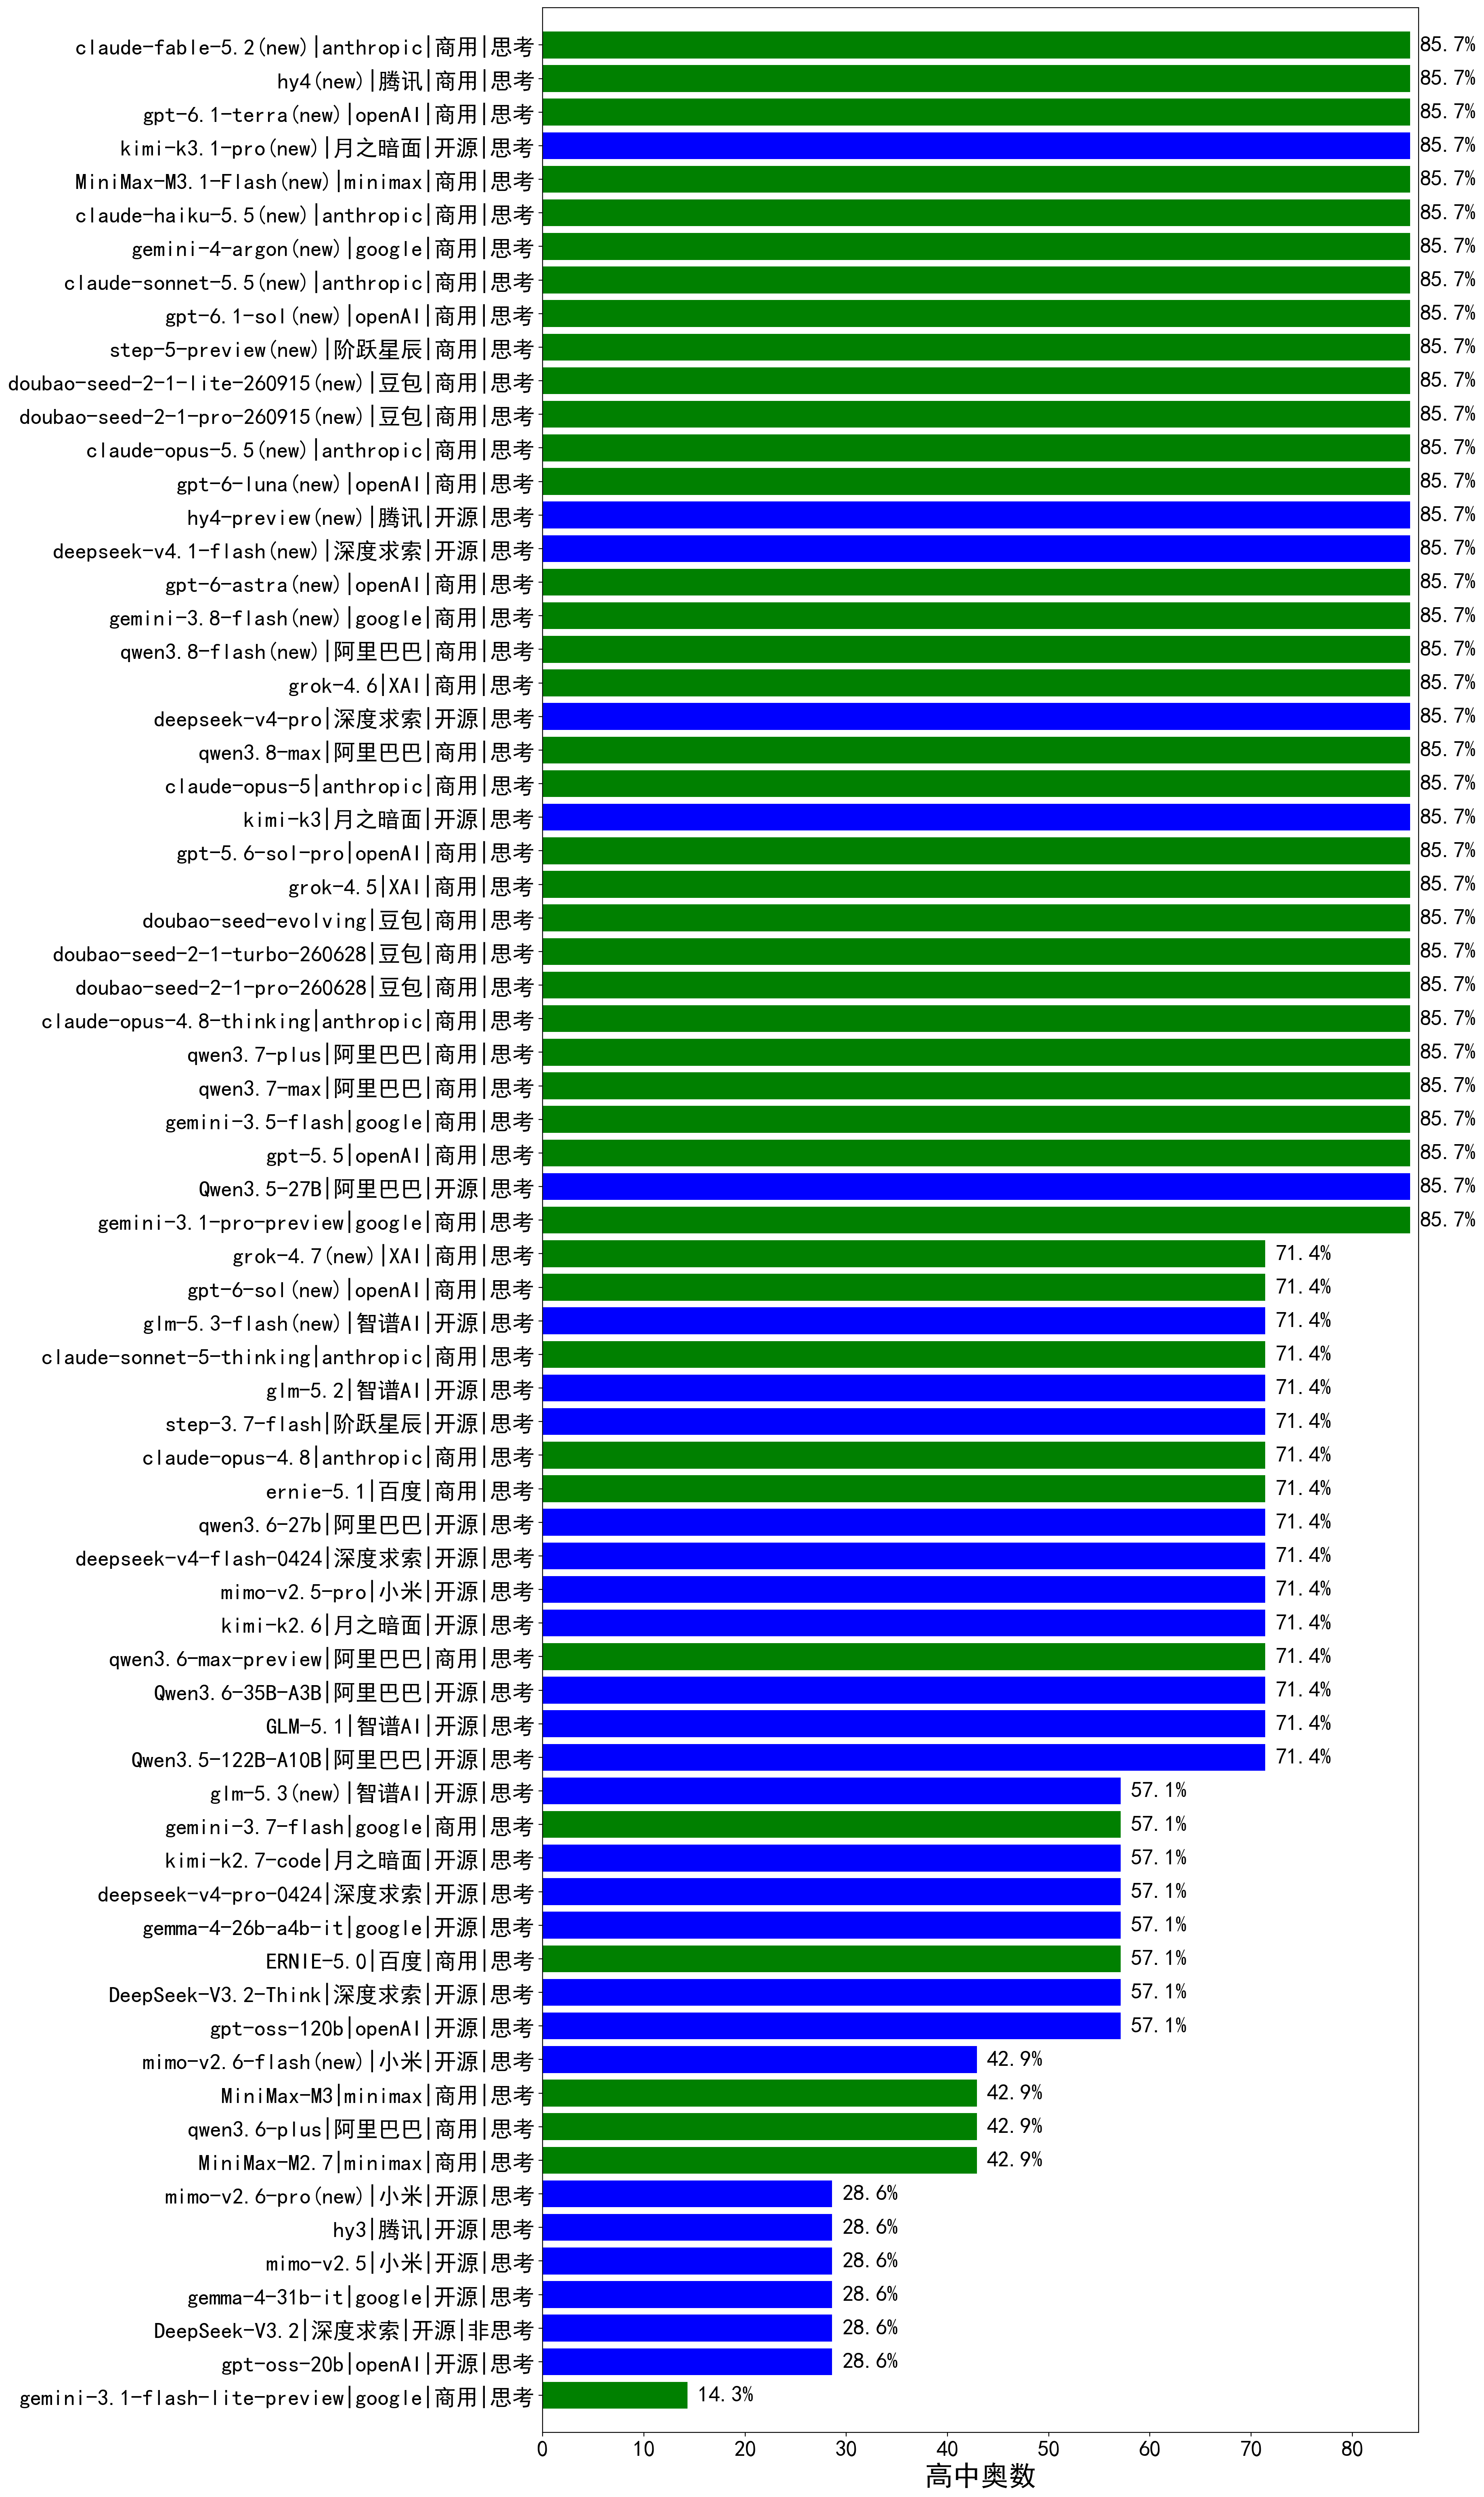 claude-fable-5.2(new)|anthropic|商用|思考 85.7%
hy4(new)|腾讯|商用|思考 85.7%
gpt-6.1-terra(new)|openAI|商用|思考 85.7%
kimi-k3.1-pro(new)|月之暗面|开源|思考 85.7%
MiniMax-M3.1-Flash(new)|minimax|商用|思考 85.7%
claude-haiku-5.5(new)|anthropic|商用|思考 85.7%
gemini-4-argon(new)|google|商用|思考 85.7%
claude-sonnet-5.5(new)|anthropic|商用|思考 85.7%
gpt-6.1-sol(new)|openAI|商用|思考 85.7%
step-5-preview(new)|阶跃星辰|商用|思考 85.7%
doubao-seed-2-1-lite-260915(new)|豆包|商用|思考 85.7%
doubao-seed-2-1-pro-260915(new)|豆包|商用|思考 85.7%
claude-opus-5.5(new)|anthropic|商用|思考 85.7%
gpt-6-luna(new)|openAI|商用|思考 85.7%
hy4-preview(new)|腾讯|开源|思考 85.7%
deepseek-v4.1-flash(new)|深度求索|开源|思考 85.7%
gpt-6-astra(new)|openAI|商用|思考 85.7%
gemini-3.8-flash(new)|google|商用|思考 85.7%
qwen3.8-flash(new)|阿里巴巴|商用|思考 85.7%
grok-4.6|XAI|商用|思考 85.7%
deepseek-v4-pro|深度求索|开源|思考 85.7%
qwen3.8-max|阿里巴巴|商用|思考 85.7%
claude-opus-5|anthropic|商用|思考 85.7%
kimi-k3|月之暗面|开源|思考 85.7%
gpt-5.6-sol-pro|openAI|商用|思考 85.7%
grok-4.5|XAI|商用|思考 85.7%
doubao-seed-evolving|豆包|商用|思考 85.7%
doubao-seed-2-1-turbo-260628|豆包|商用|思考 85.7%
doubao-seed-2-1-pro-260628|豆包|商用|思考 85.7%
claude-opus-4.8-thinking|anthropic|商用|思考 85.7%
qwen3.7-plus|阿里巴巴|商用|思考 85.7%
qwen3.7-max|阿里巴巴|商用|思考 85.7%
gemini-3.5-flash|google|商用|思考 85.7%
gpt-5.5|openAI|商用|思考 85.7%
Qwen3.5-27B|阿里巴巴|开源|思考 85.7%
gemini-3.1-pro-preview|google|商用|思考 85.7%
grok-4.7(new)|XAI|商用|思考 71.4%
gpt-6-sol(new)|openAI|商用|思考 71.4%
glm-5.3-flash(new)|智谱AI|开源|思考 71.4%
claude-sonnet-5-thinking|anthropic|商用|思考 71.4%
glm-5.2|智谱AI|开源|思考 71.4%
step-3.7-flash|阶跃星辰|开源|思考 71.4%
claude-opus-4.8|anthropic|商用|思考 71.4%
ernie-5.1|百度|商用|思考 71.4%
qwen3.6-27b|阿里巴巴|开源|思考 71.4%
deepseek-v4-flash-0424|深度求索|开源|思考 71.4%
mimo-v2.5-pro|小米|开源|思考 71.4%
kimi-k2.6|月之暗面|开源|思考 71.4%
qwen3.6-max-preview|阿里巴巴|商用|思考 71.4%
Qwen3.6-35B-A3B|阿里巴巴|开源|思考 71.4%
GLM-5.1|智谱AI|开源|思考 71.4%
Qwen3.5-122B-A10B|阿里巴巴|开源|思考 71.4%
glm-5.3(new)|智谱AI|开源|思考 57.1%
gemini-3.7-flash|google|商用|思考 57.1%
kimi-k2.7-code|月之暗面|开源|思考 57.1%
deepseek-v4-pro-0424|深度求索|开源|思考 57.1%
gemma-4-26b-a4b-it|google|开源|思考 57.1%
ERNIE-5.0|百度|商用|思考 57.1%
DeepSeek-V3.2-Think|深度求索|开源|思考 57.1%
gpt-oss-120b|openAI|开源|思考 57.1%
mimo-v2.6-flash(new)|小米|开源|思考 42.9%
MiniMax-M3|minimax|商用|思考 42.9%
qwen3.6-plus|阿里巴巴|商用|思考 42.9%
MiniMax-M2.7|minimax|商用|思考 42.9%
mimo-v2.6-pro(new)|小米|开源|思考 28.6%
hy3|腾讯|开源|思考 28.6%
mimo-v2.5|小米|开源|思考 28.6%
gemma-4-31b-it|google|开源|思考 28.6%
DeepSeek-V3.2|深度求索|开源|非思考 28.6%
gpt-oss-20b|openAI|开源|思考 28.6%
gemini-3.1-flash-lite-preview|google|商用|思考 14.3%
0 10 20 30 40 50 60 70 80
高中奥数